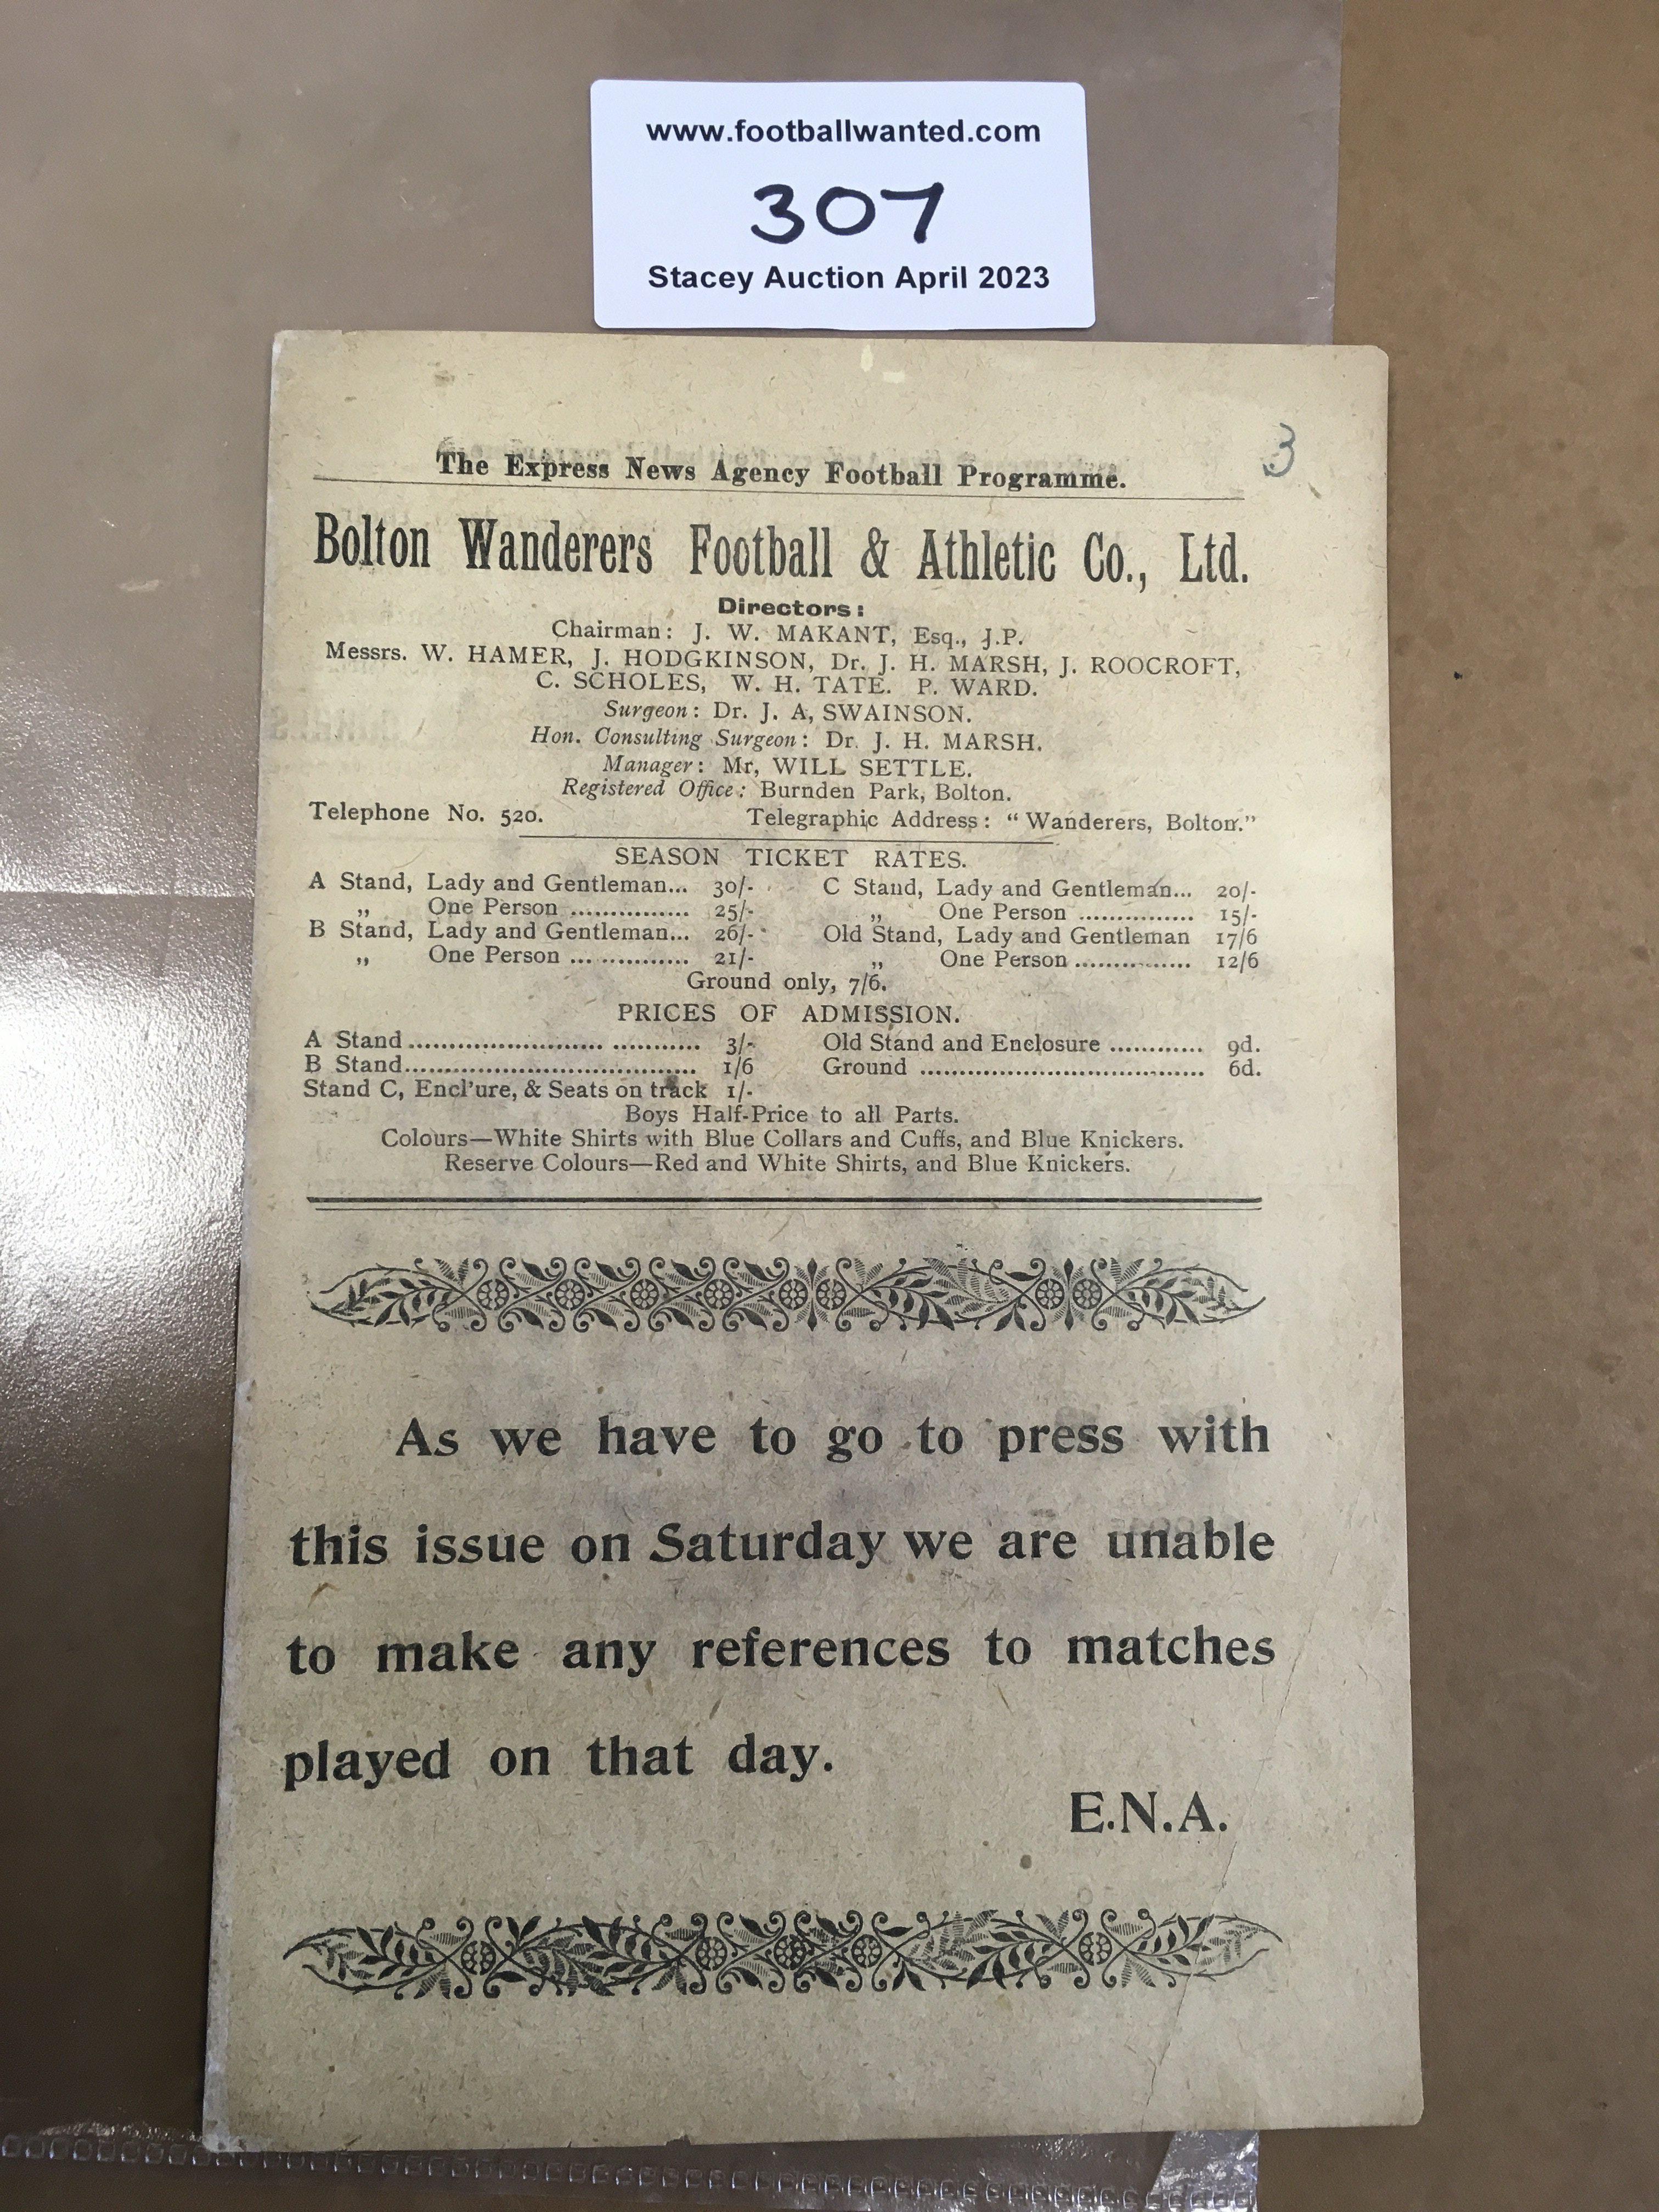 www.footballwanted.com
307
Stacey Auction April 2023
3
The Express News Agency Football Programme.
Bolton Wanderers Football & Athletic Co., Ltd.
Directors:
Chairman: J. W. MAKANT, Esq., J.P.
Messrs. W. HAMER, J. HODGKINSON, Dr. J. H. MARSH, J. ROOCROFT,
C. SCHOLES, W. H. TATE. P. WARD.
Surgeon: Dr. J. A, SWAINSON.
Hon. Consulting Surgeon: Dr. J. H. MARSH.
Manager: Mr, WILL SETTLE.
Registered Office: Burnden Park, Bolton.
Telephone No. 520. Telegraphic Address: "Wanderers, Bolton."
SEASON TICKET RATES.
A Stand, Lady and Gentleman... 30/- C Stand, Lady and Gentleman... 20/-
„ One Person ............... 25/- „ One Person ............... 15/-
B Stand, Lady and Gentleman... 26/- Old Stand, Lady and Gentleman 17/6
„ One Person ............... 21/- „ One Person ............... 12/6
Ground only, 7/6.
PRICES OF ADMISSION.
A Stand .................................... 3/- Old Stand and Enclosure ............ 9d.
B Stand.................................... 1/6 Ground .................................... 6d.
Stand C, Encl'ure, & Seats on track 1/-
Boys Half-Price to all Parts.
Colours—White Shirts with Blue Collars and Cuffs, and Blue Knickers.
Reserve Colours—Red and White Shirts, and Blue Knickers.
As we have to go to press with
this issue on Saturday we are unable
to make any references to matches
played on that day.
E.N.A.